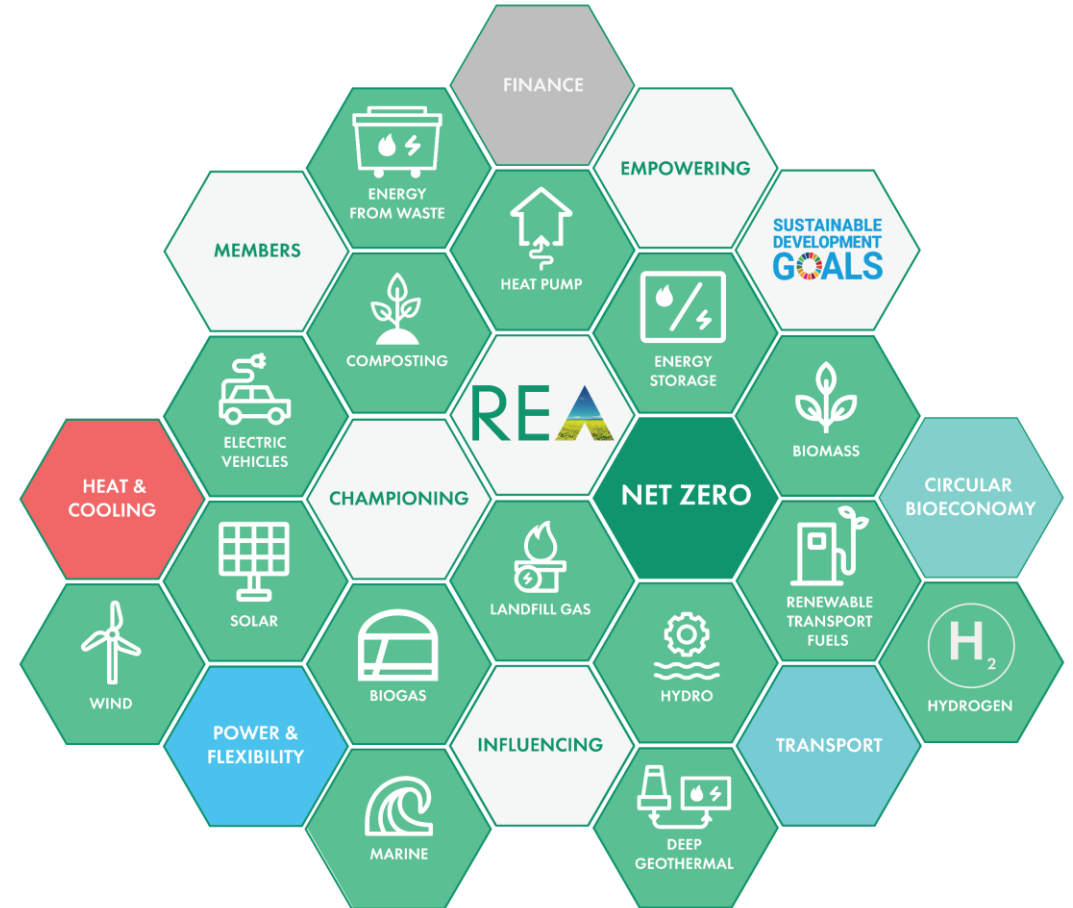 FINANCE
ENERGY
FROM WASTE
EMPOWERING
MEMBERS
HEAT PUMP
SUSTAINABLE
DEVELOPMENT
GOALS
COMPOSTING
ENERGY
STORAGE
ELECTRIC
VEHICLES
REA
BIOMASS
HEAT &
COOLING
CHAMPIONING
NET ZERO
CIRCULAR
BIOECONOMY
SOLAR
LANDFILL GAS
RENEWABLE
TRANSPORT
FUELS
WIND
BIOGAS
HYDRO
H2
HYDROGEN
POWER &
FLEXIBILITY
INFLUENCING
TRANSPORT
MARINE
DEEP
GEOTHERMAL